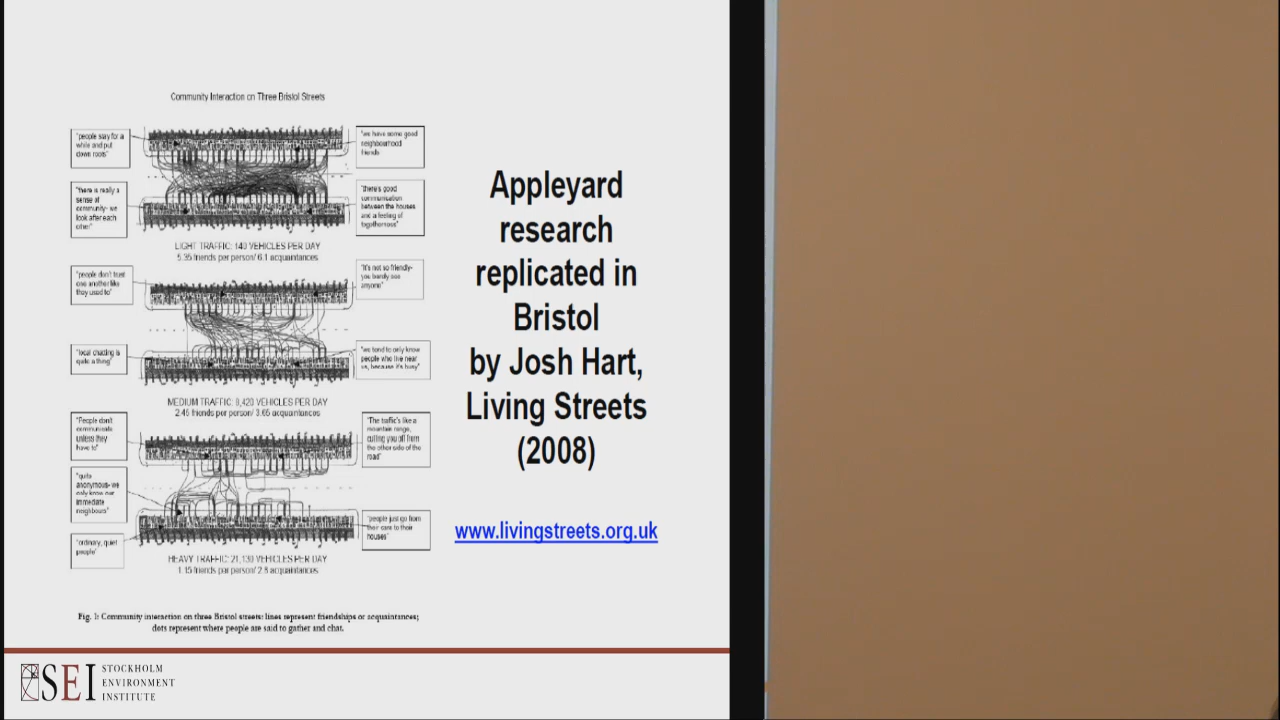 Community Interaction on Three Bristol Streets
"people stay for a
while and put
down roots"
"we have some good
neighbourhood
friends
"there is really a
sense of
community- we
look after each
other"
"there's good
communication
between the houses
and a feeling of
togetherness"
LIGHT TRAFFIC: 140 VEHICLES PER DAY
5.35 friends per person/ 6.1 acquaintances
"people don't trust
one another like
they used to"
"it's not so friendly-
you barely see
anyone"
"local chatting is
quite a thing"
"we tend to only know
people who live near
us, because it's busy"
MEDIUM TRAFFIC: 8,420 VEHICLES PER DAY
2.45 friends per person/ 3.65 acquaintances
"People don't
communicate
unless they
have to"
"The traffic's like a
mountain range,
cutting you off from
the other side of the
road"
"quite
anonymous- we
only know our
immediate
neighbours"
"people just go from
their cars to their
houses"
"ordinary, quiet
people"
HEAVY TRAFFIC: 21,130 VEHICLES PER DAY
1.15 friends per person/ 2.8 acquaintances
Fig. 1: Community interaction on three Bristol streets: lines represent friendships or acquaintances;
dots represent where people are said to gather and chat.
Appleyard
research
replicated in
Bristol
by Josh Hart,
Living Streets
(2008)
www.livingstreets.org.uk
SEI
STOCKHOLM
ENVIRONMENT
INSTITUTE